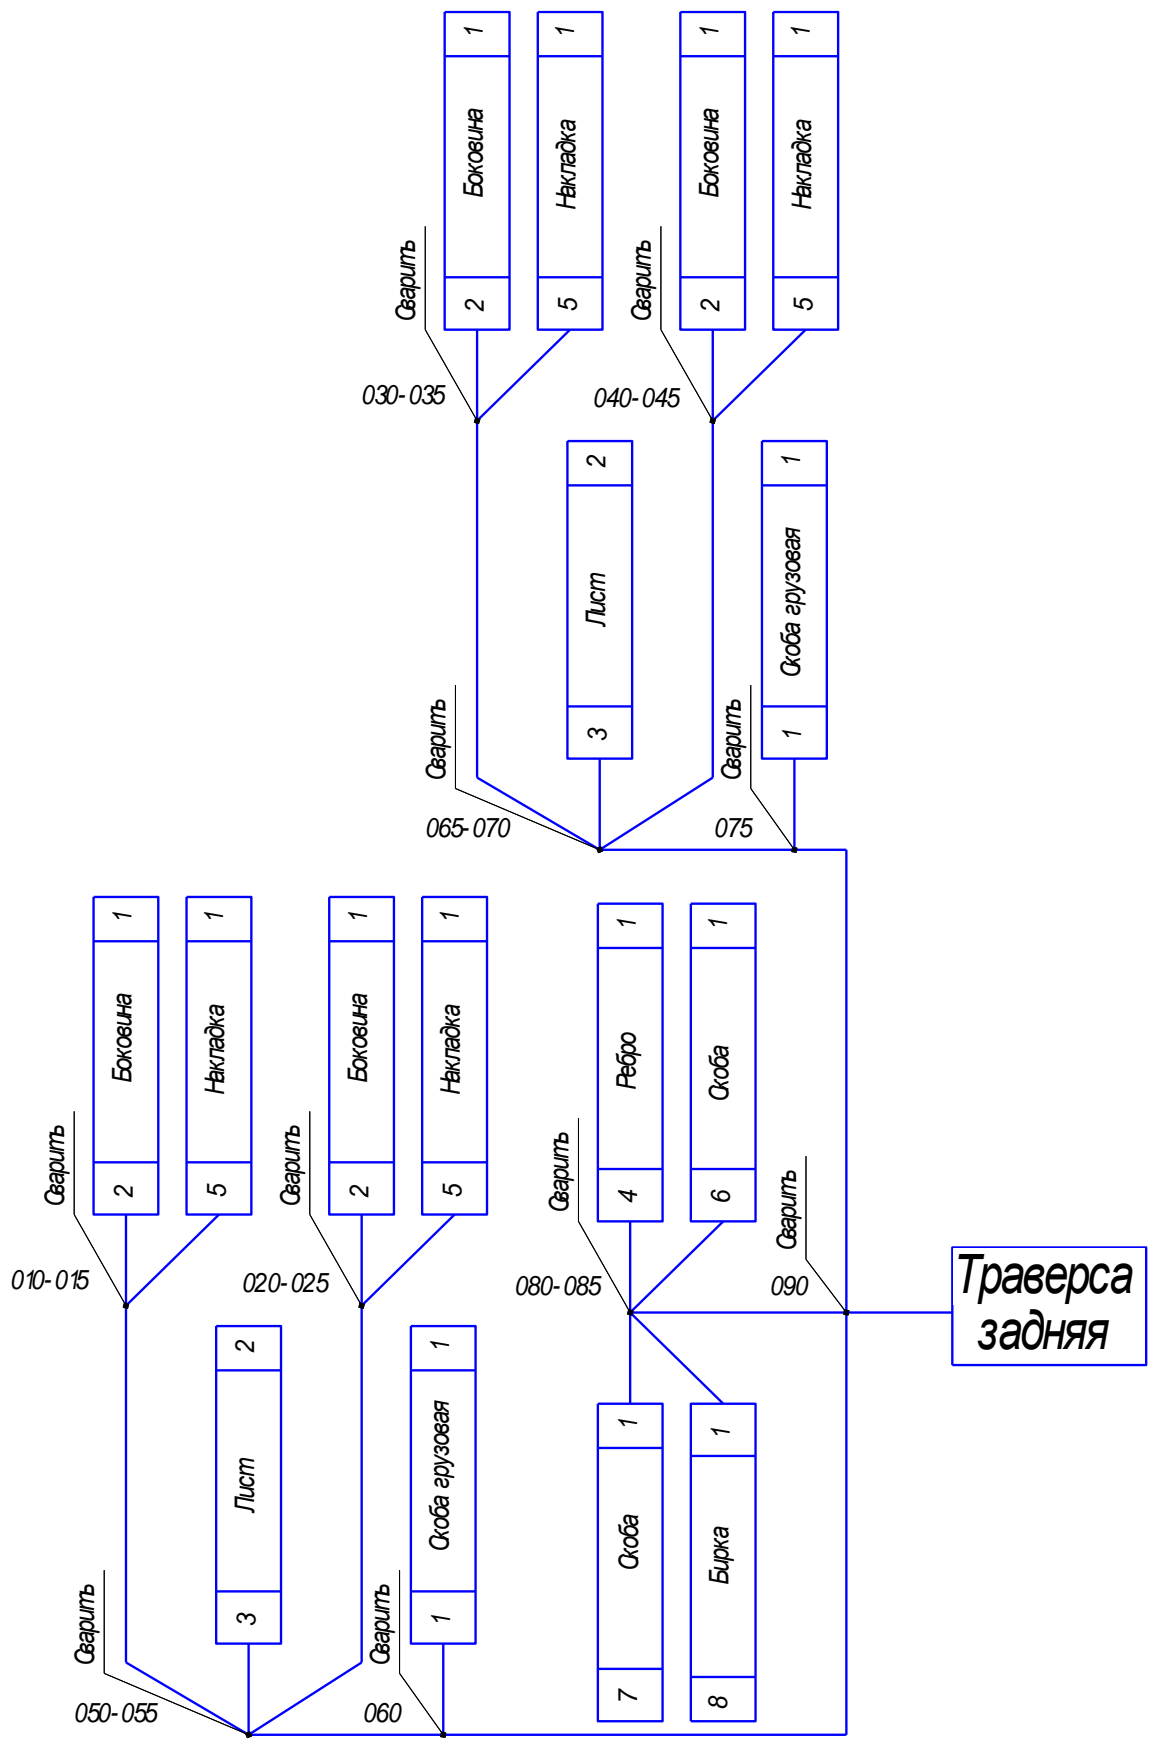 1
Боковина
2
1
Накладка
5
Сварить
030-035
1
Боковина
2
1
Накладка
5
Сварить
040-045
2
Лист
3
Сварить
065-070
1
Скоба грузовая
1
Сварить
075
1
Боковина
2
1
Накладка
5
Сварить
010-015
1
Боковина
2
1
Накладка
5
Сварить
020-025
2
Лист
3
Сварить
050-055
1
Скоба грузовая
1
Сварить
060
1
Ребро
4
1
Скоба
6
Сварить
080-085
1
Скоба
7
1
Бирка
8
Сварить
090
Траверса
задняя